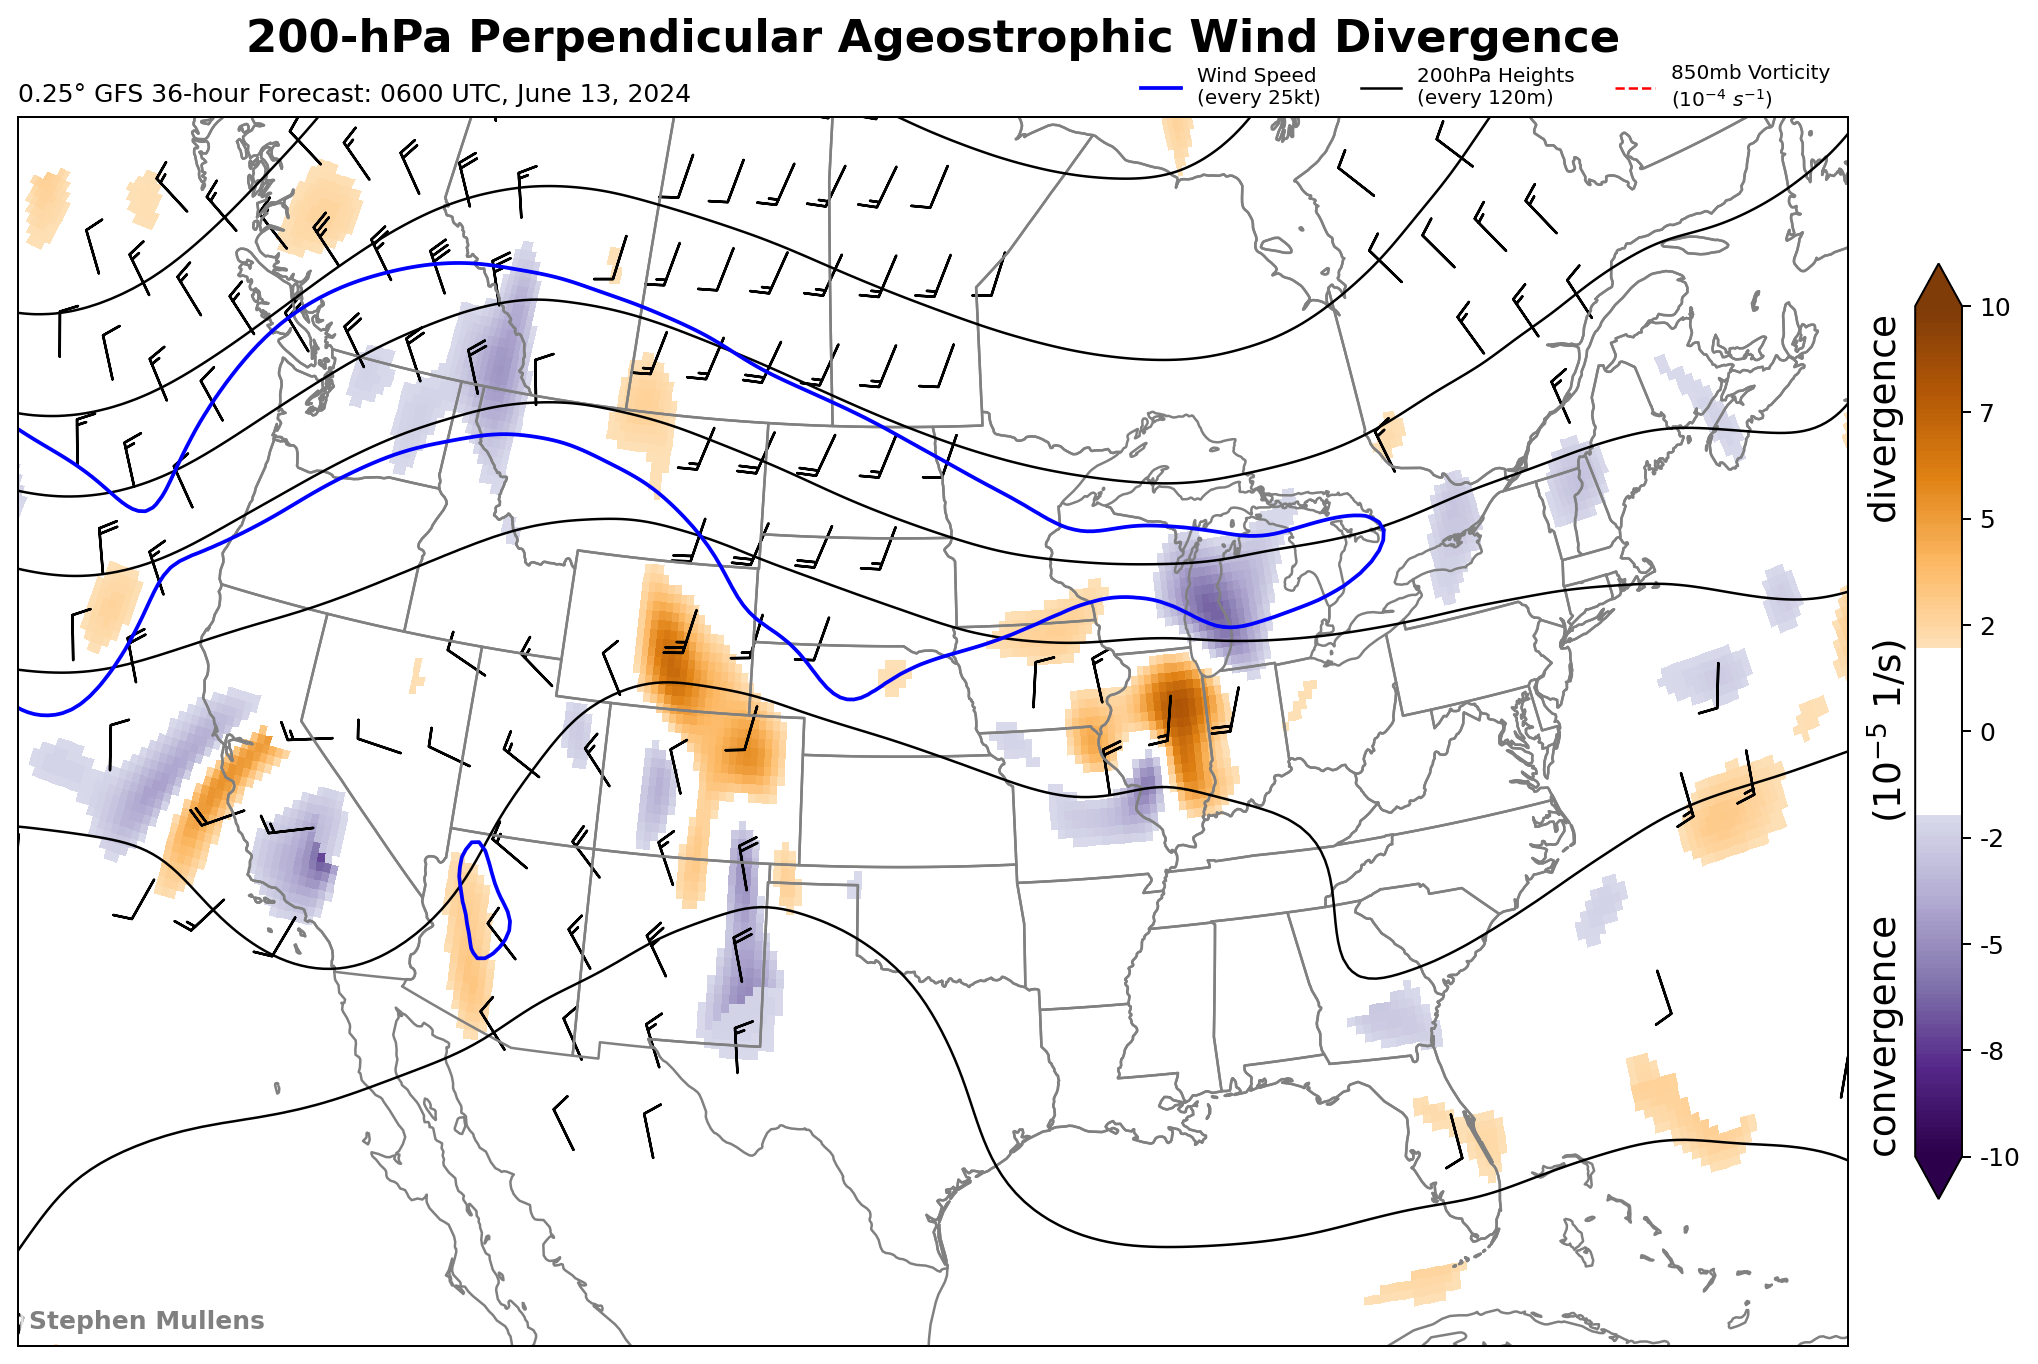 200-hPa Perpendicular Ageostrophic Wind Divergence
0.25° GFS 36-hour Forecast: 0600 UTC, June 13, 2024
Wind Speed
(every 25kt)
200hPa Heights
(every 120m)
850mb Vorticity
(10⁻⁴ s⁻¹)
10
7
5
2
0
-2
-5
-8
-10
convergence (10⁻⁵ 1/s) divergence
Stephen Mullens